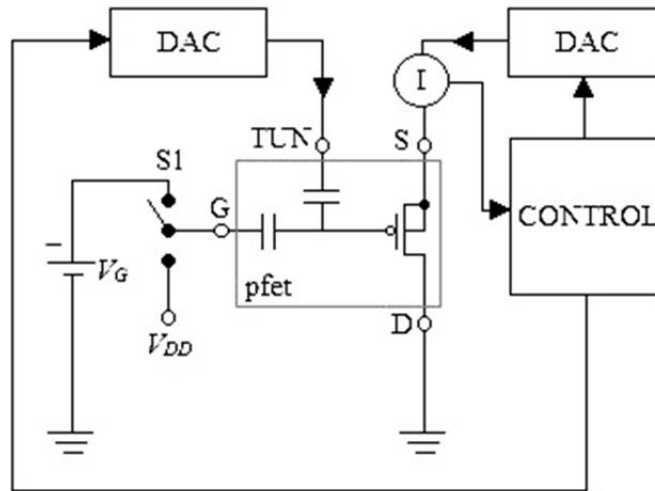 DAC
DAC
I
TUN
S
S1
G
CONTROL
V_G
pfet
V_DD
D